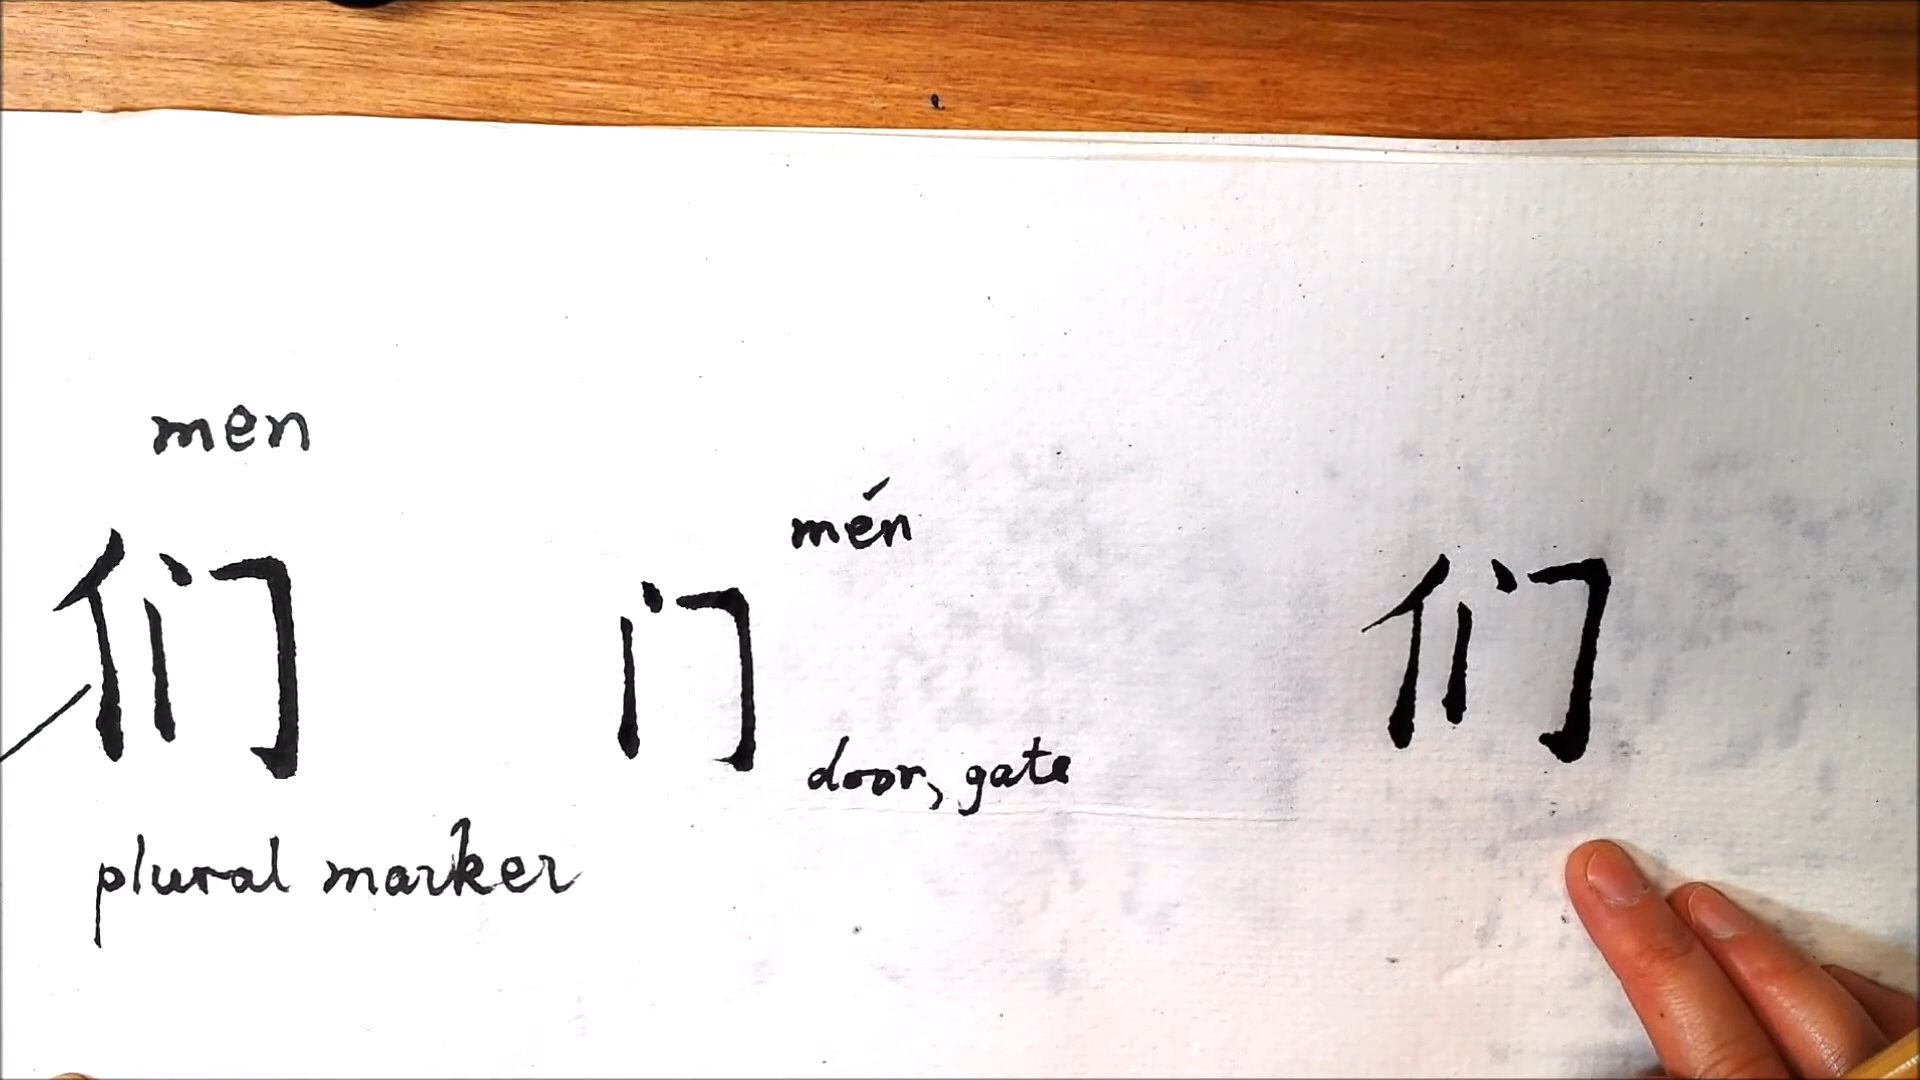 men
们
plural marker
mén
门
door, gate
们